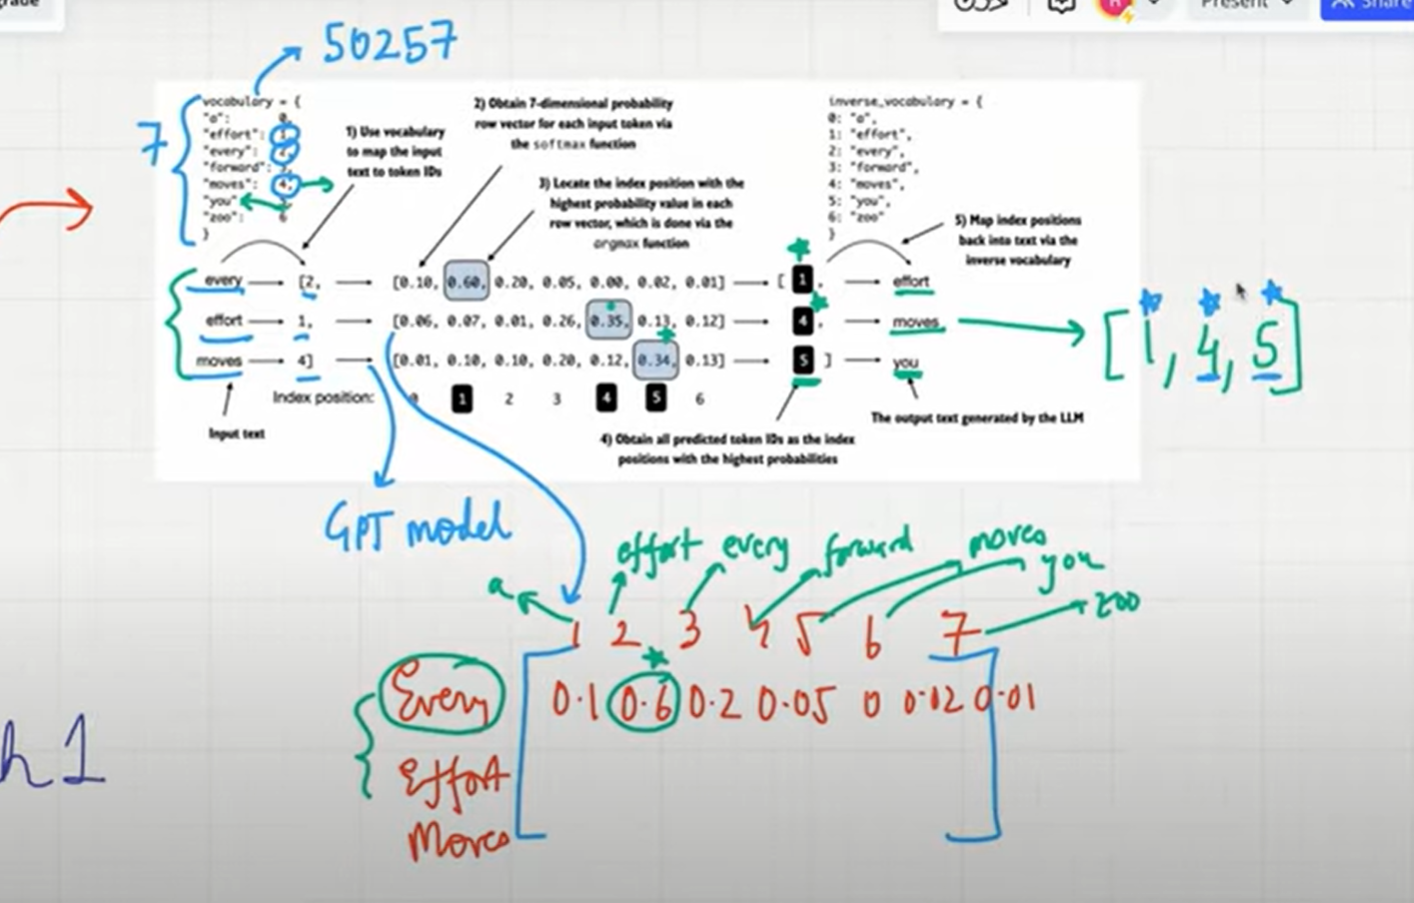 Present
Share
50257
7
vocabulary = {
"a": 0,
"effort": 1,
"every": 2,
"forward": 3,
"moves": 4,
"you":
"zoo": 6
}
1) Use vocabulary
to map the input
text to token IDs
2) Obtain 7-dimensional probability
row vector for each input token via
the softmax function
3) Locate the index position with the
highest probability value in each
row vector, which is done via the
argmax function
inverse_vocabulary = {
0: "a",
1: "effort",
2: "every",
3: "forward",
4: "moves",
5: "you",
6: "zoo"
}
5) Map index positions
back into text via the
inverse vocabulary
every [2, [0.10, 0.60, 0.20, 0.05, 0.00, 0.02, 0.01] [ 1 , effort
effort 1, [0.06, 0.07, 0.01, 0.26, 0.35, 0.13, 0.12] 4 , moves
moves 4] [0.01, 0.10, 0.10, 0.20, 0.12, 0.34, 0.13] 5 ] you
[1, 4, 5]
Index position: 0 1 2 3 4 5 6
Input text
4) Obtain all predicted token IDs as the index
positions with the highest probabilities
The output text generated by the LLM
GPT model
a effort every forward moves you zoo
1 2 3 4 5 6 7
Every 0.1 0.6 0.2 0.05 0 0.02 0.01
Effort
Moves
h1